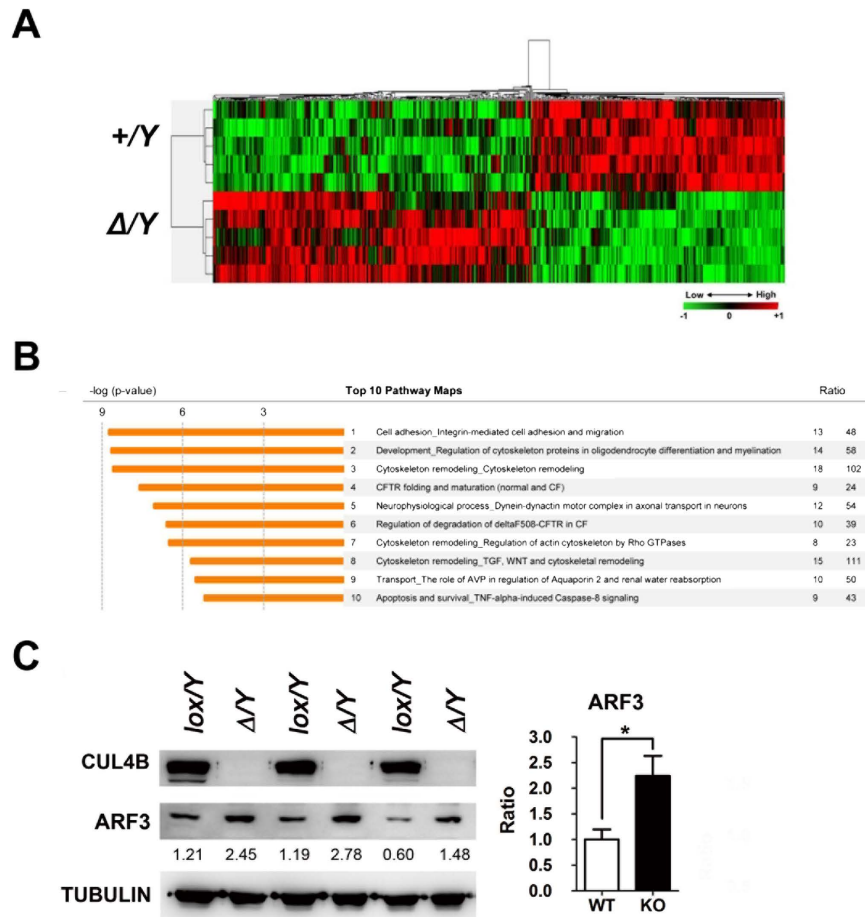 A
+/Y
Δ/Y
Low High
-1 0 +1
B
-log (p-value) Top 10 Pathway Maps Ratio
9 6 3
1 Cell adhesion_Integrin-mediated cell adhesion and migration 13 48
2 Development_Regulation of cytoskeleton proteins in oligodendrocyte differentiation and myelination 14 58
3 Cytoskeleton remodeling_Cytoskeleton remodeling 18 102
4 CFTR folding and maturation (normal and CF) 9 24
5 Neurophysiological process_Dynein-dynactin motor complex in axonal transport in neurons 12 54
6 Regulation of degradation of deltaF508-CFTR in CF 10 39
7 Cytoskeleton remodeling_Regulation of actin cytoskeleton by Rho GTPases 8 23
8 Cytoskeleton remodeling_TGF, WNT and cytoskeletal remodeling 15 111
9 Transport_The role of AVP in regulation of Aquaporin 2 and renal water reabsorption 10 50
10 Apoptosis and survival_TNF-alpha-induced Caspase-8 signaling 9 43
C
lox/Y Δ/Y lox/Y Δ/Y lox/Y Δ/Y
CUL4B
ARF3
1.21 2.45 1.19 2.78 0.60 1.48
TUBULIN
ARF3
*
Ratio
3.0
2.5
2.0
1.5
1.0
0.5
0.0
WT KO